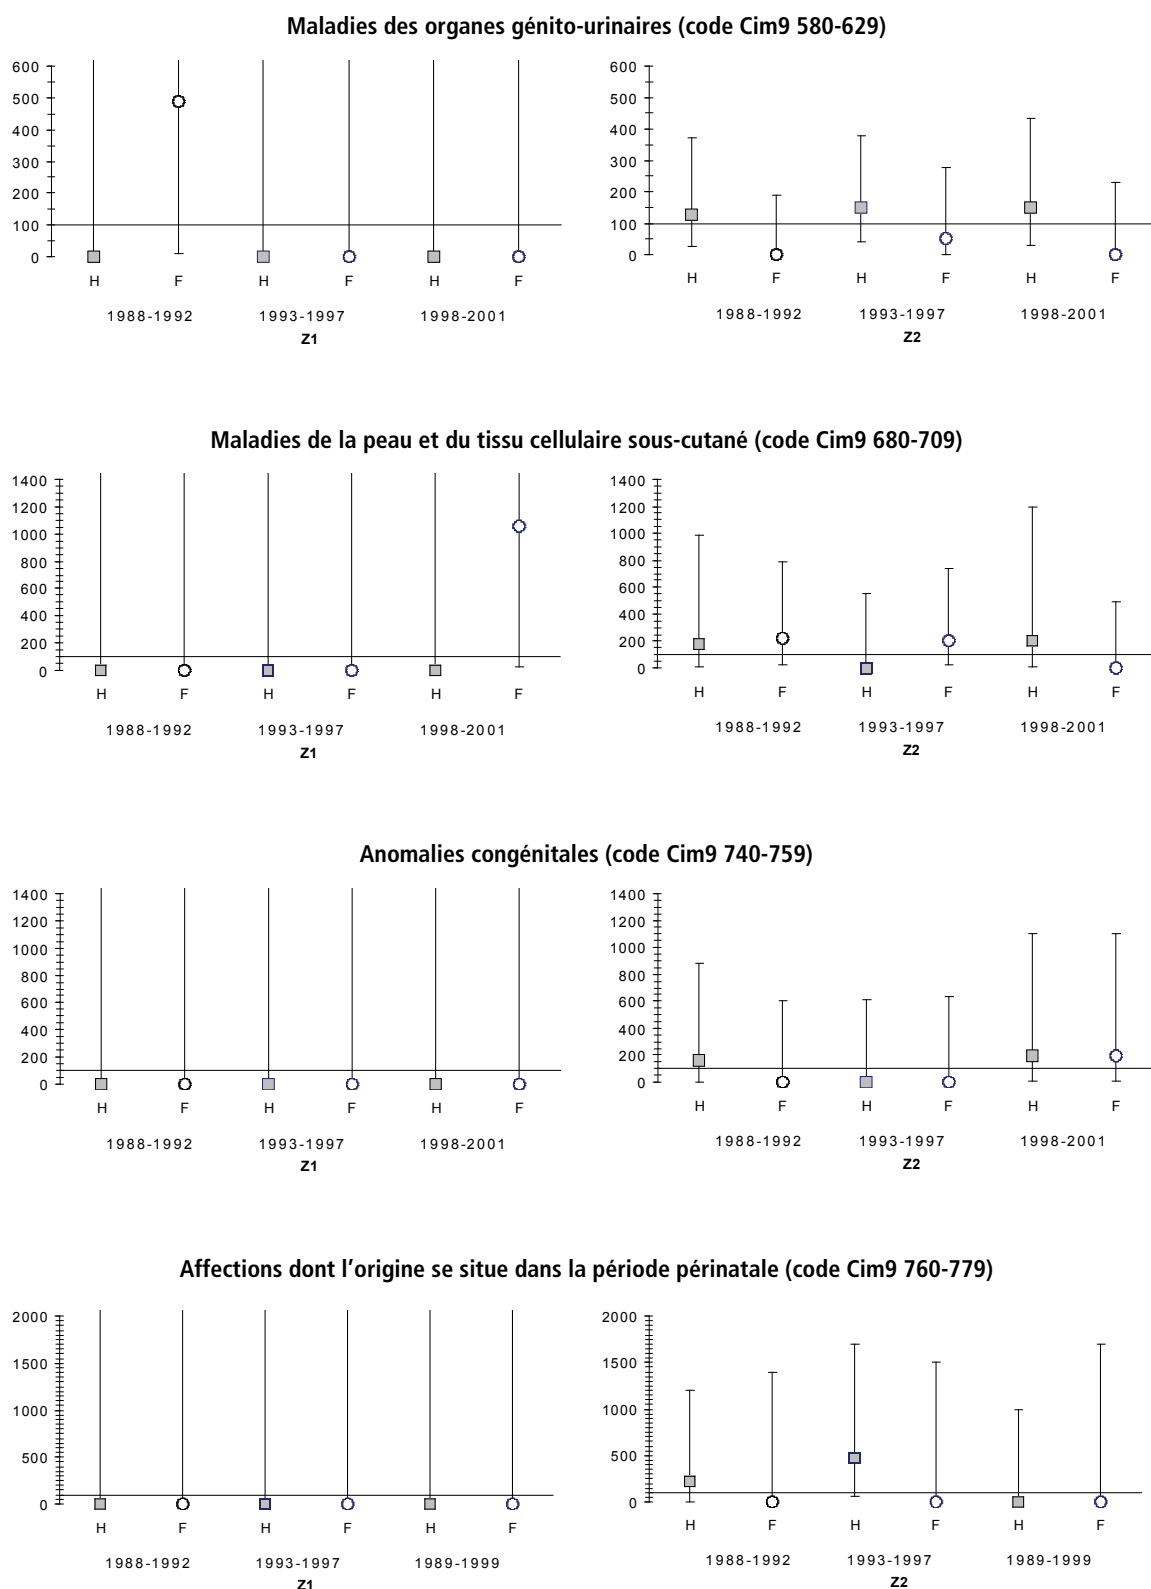 Maladies des organes génito-urinaires (code Cim9 580-629)
600
500
400
300
200
100
0
H F H F H F
1988-1992 1993-1997 1998-2001
Z1
600
500
400
300
200
100
0
H F H F H F
1988-1992 1993-1997 1998-2001
Z2
Maladies de la peau et du tissu cellulaire sous-cutané (code Cim9 680-709)
1400
1200
1000
800
600
400
200
0
H F H F H F
1988-1992 1993-1997 1998-2001
Z1
1400
1200
1000
800
600
400
200
0
H F H F H F
1988-1992 1993-1997 1998-2001
Z2
Anomalies congénitales (code Cim9 740-759)
1400
1200
1000
800
600
400
200
0
H F H F H F
1988-1992 1993-1997 1998-2001
Z1
1400
1200
1000
800
600
400
200
0
H F H F H F
1988-1992 1993-1997 1998-2001
Z2
Affections dont l'origine se situe dans la période périnatale (code Cim9 760-779)
2000
1500
1000
500
0
H F H F H F
1988-1992 1993-1997 1989-1999
Z1
2000
1500
1000
500
0
H F H F H F
1988-1992 1993-1997 1989-1999
Z2